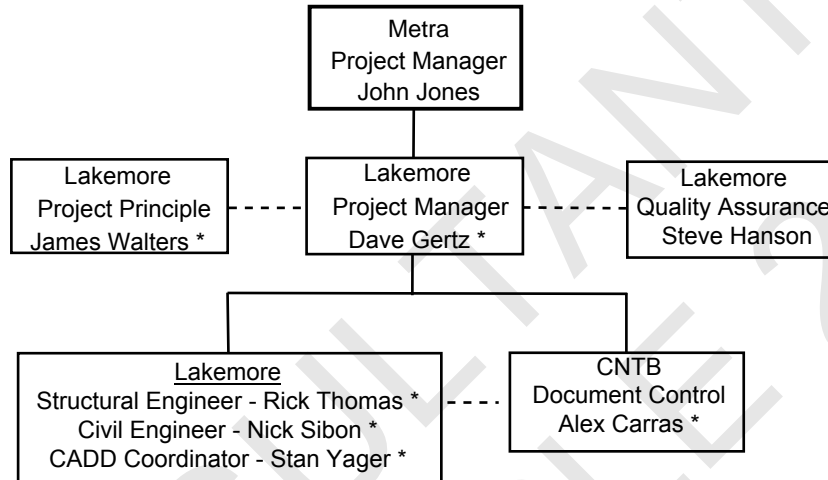 Metra
Project Manager
John Jones
Lakemore
Project Principle
James Walters *
Lakemore
Project Manager
Dave Gertz *
Lakemore
Quality Assurance
Steve Hanson
Lakemore
Structural Engineer - Rick Thomas *
Civil Engineer - Nick Sibon *
CADD Coordinator - Stan Yager *
CNTB
Document Control
Alex Carras *